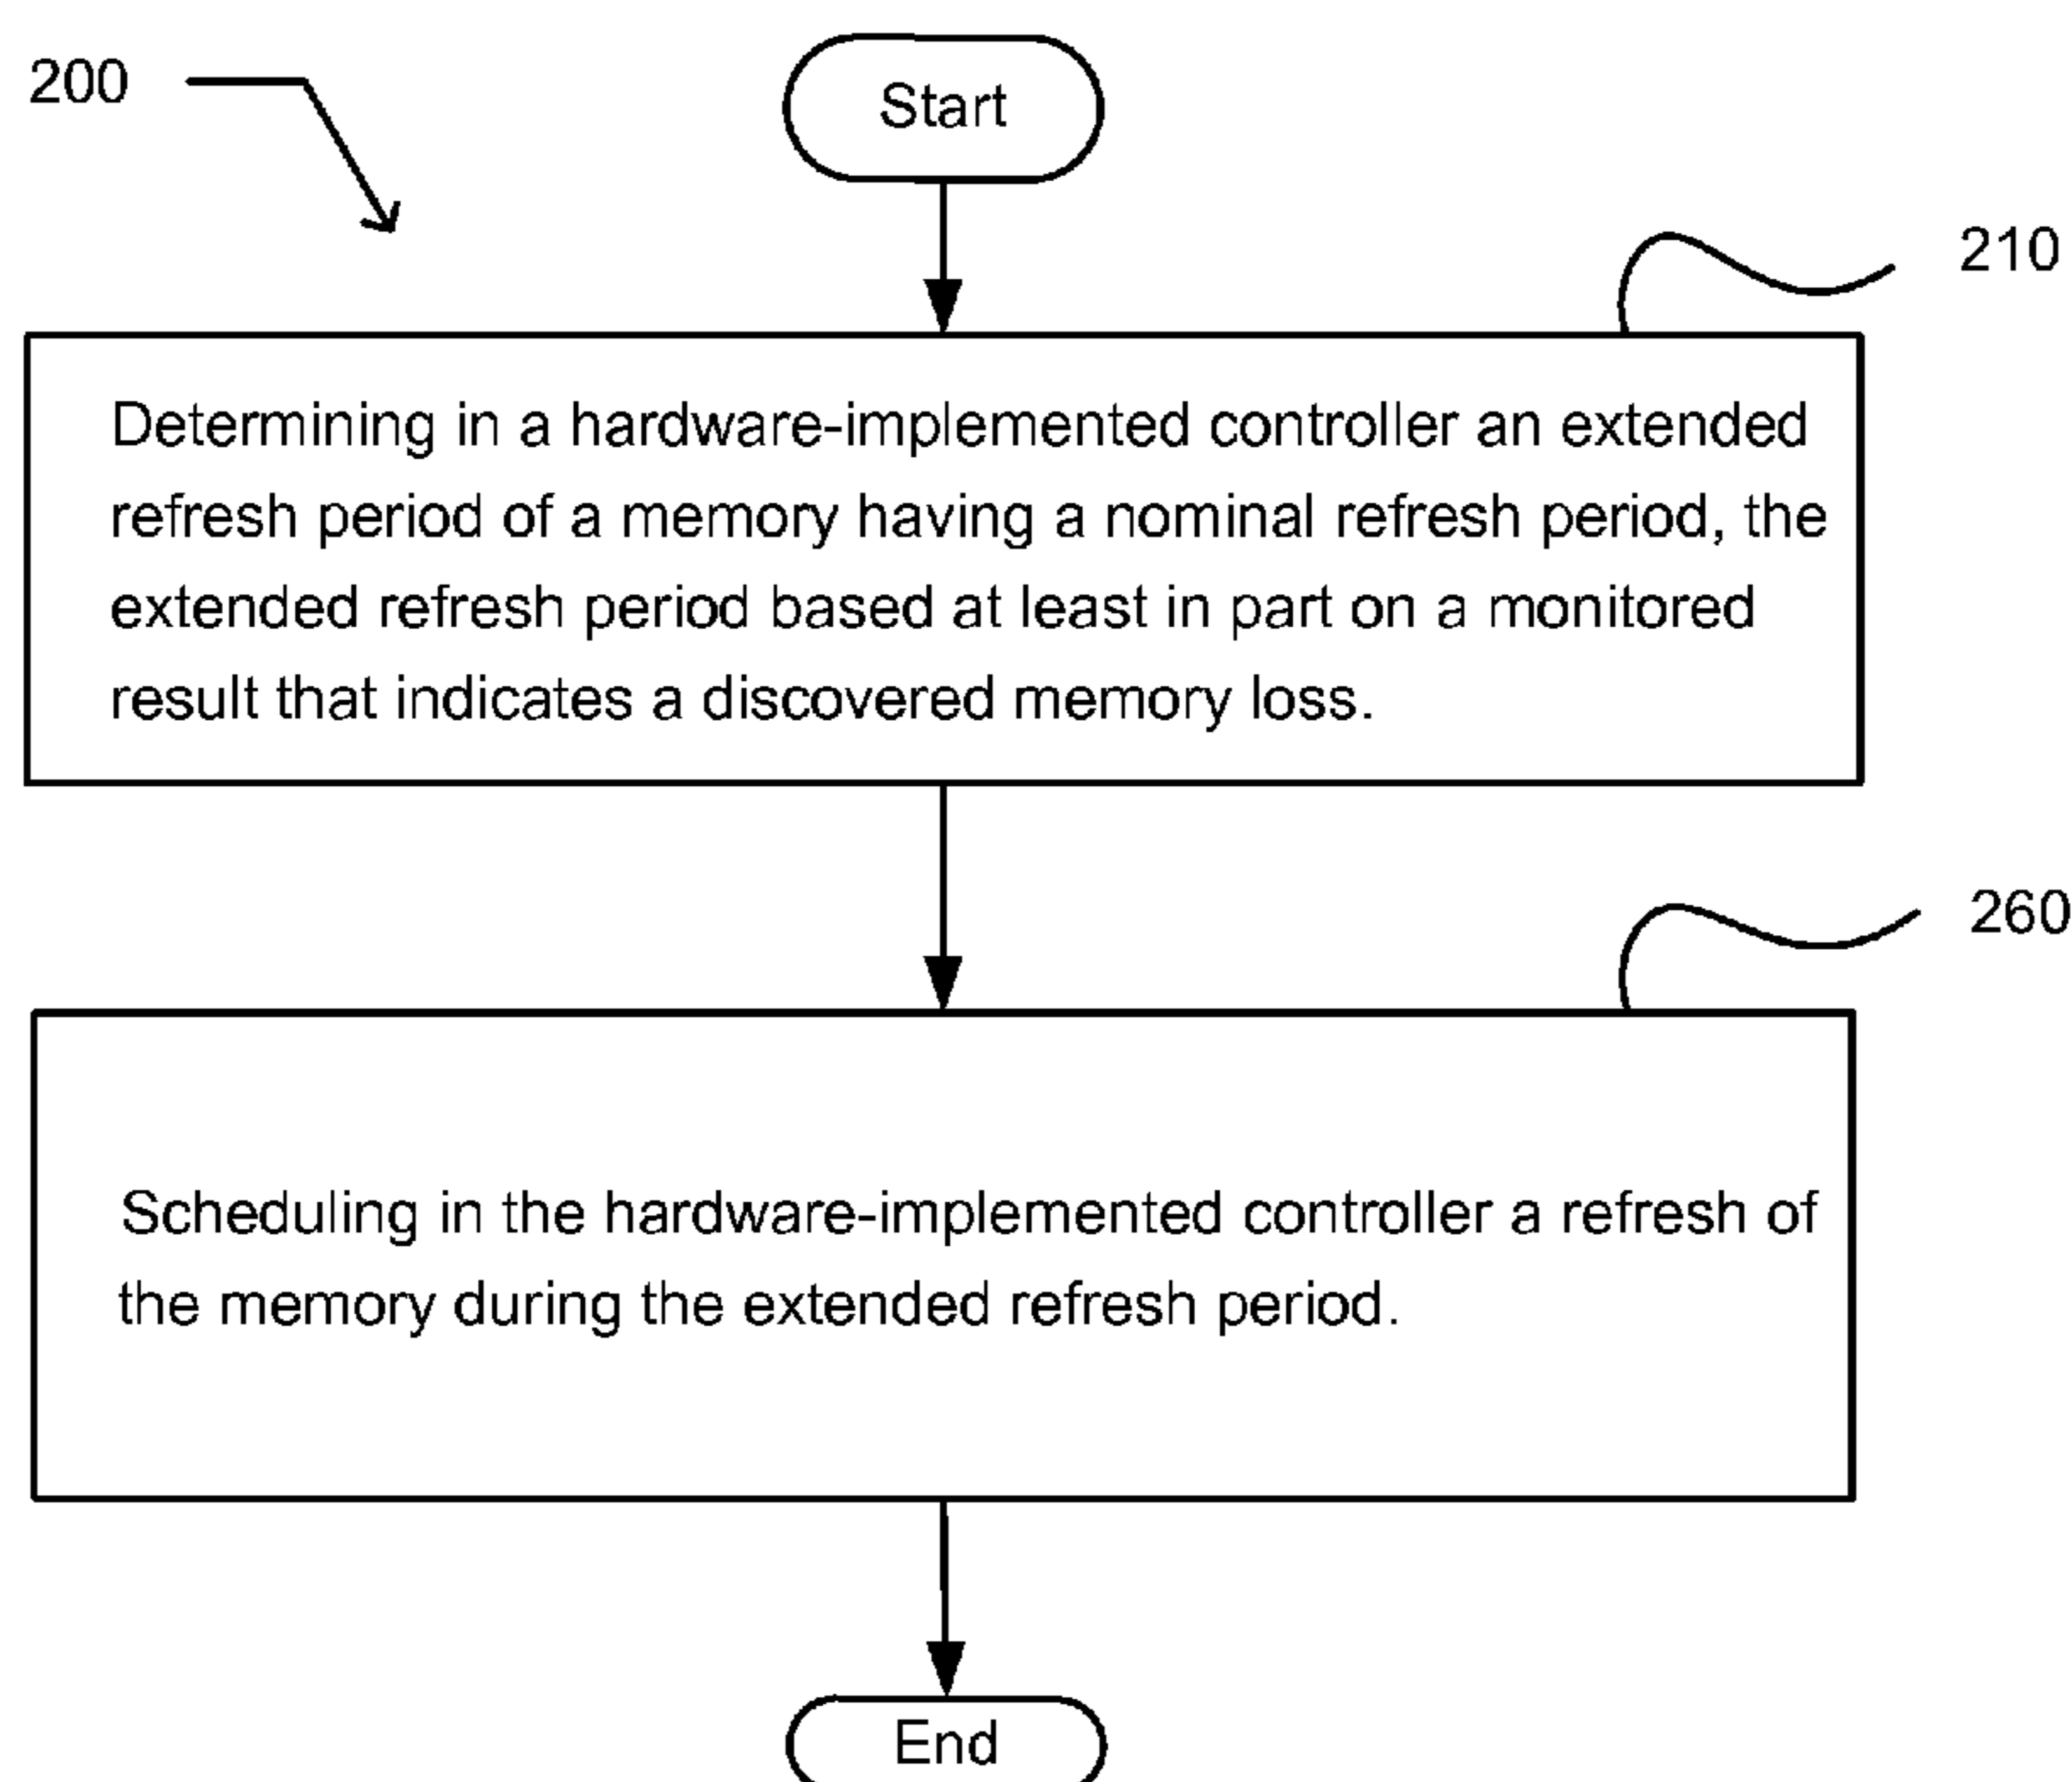 200
Start
210
Determining in a hardware-implemented controller an extended
refresh period of a memory having a nominal refresh period, the
extended refresh period based at least in part on a monitored
result that indicates a discovered memory loss.
260
Scheduling in the hardware-implemented controller a refresh of
the memory during the extended refresh period.
End